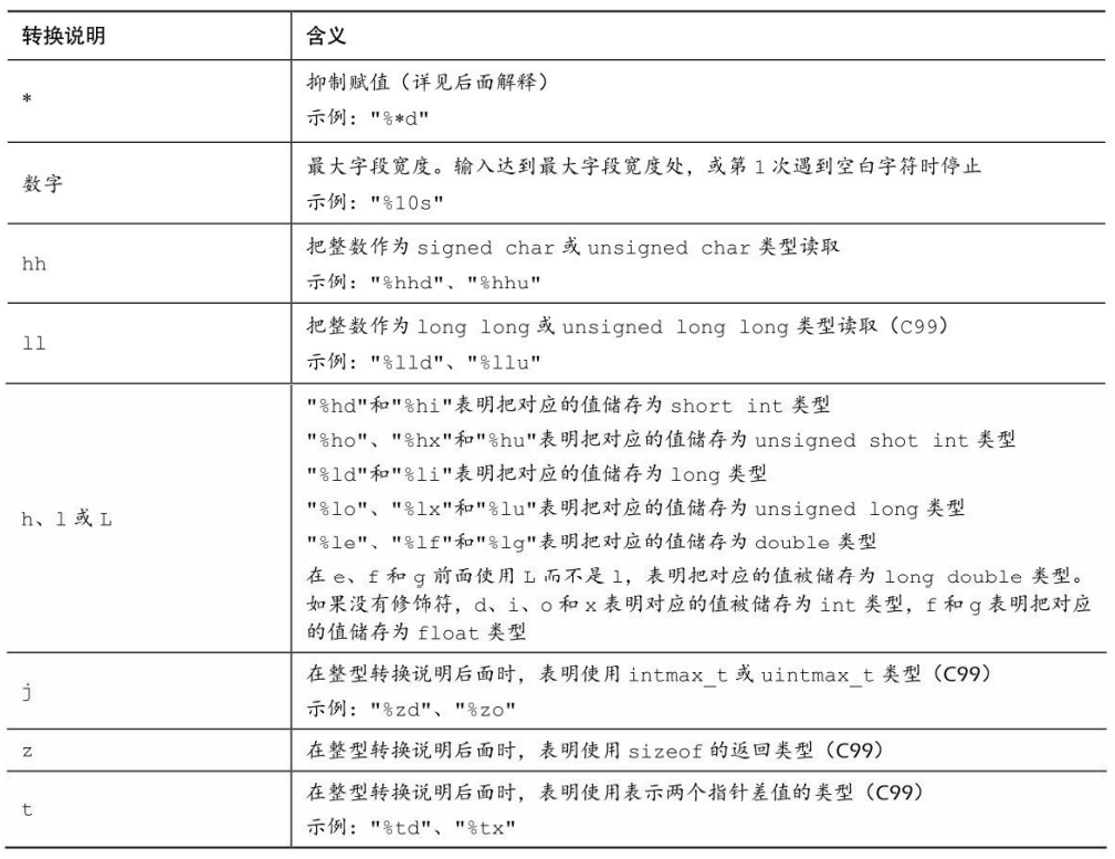 转换说明 含义
*
抑制赋值（详见后面解释）
示例："%*d"
数字
最大字段宽度。输入达到最大字段宽度处，或第 1 次遇到空白字符时停止
示例："%10s"
hh
把整数作为 signed char 或 unsigned char 类型读取
示例："%hhd"、"%hhu"
ll
把整数作为 long long 或 unsigned long long 类型读取（C99）
示例："%lld"、"%llu"
h、l 或 L
"%hd"和"%hi"表明把对应的值储存为 short int 类型
"%ho"、"%hx"和"%hu"表明把对应的值储存为 unsigned shot int 类型
"%ld"和"%li"表明把对应的值储存为 long 类型
"%lo"、"%lx"和"%lu"表明把对应的值储存为 unsigned long 类型
"%le"、"%lf"和"%lg"表明把对应的值储存为 double 类型
在 e、f 和 g 前面使用 L 而不是 l，表明把对应的值被储存为 long double 类型。
如果没有修饰符，d、i、o 和 x 表明对应的值被储存为 int 类型，f 和 g 表明把对应
的值储存为 float 类型
j
在整型转换说明后面时，表明使用 intmax_t 或 uintmax_t 类型（C99）
示例："%zd"、"%zo"
z
在整型转换说明后面时，表明使用 sizeof 的返回类型（C99）
t
在整型转换说明后面时，表明使用表示两个指针差值的类型（C99）
示例："%td"、"%tx"